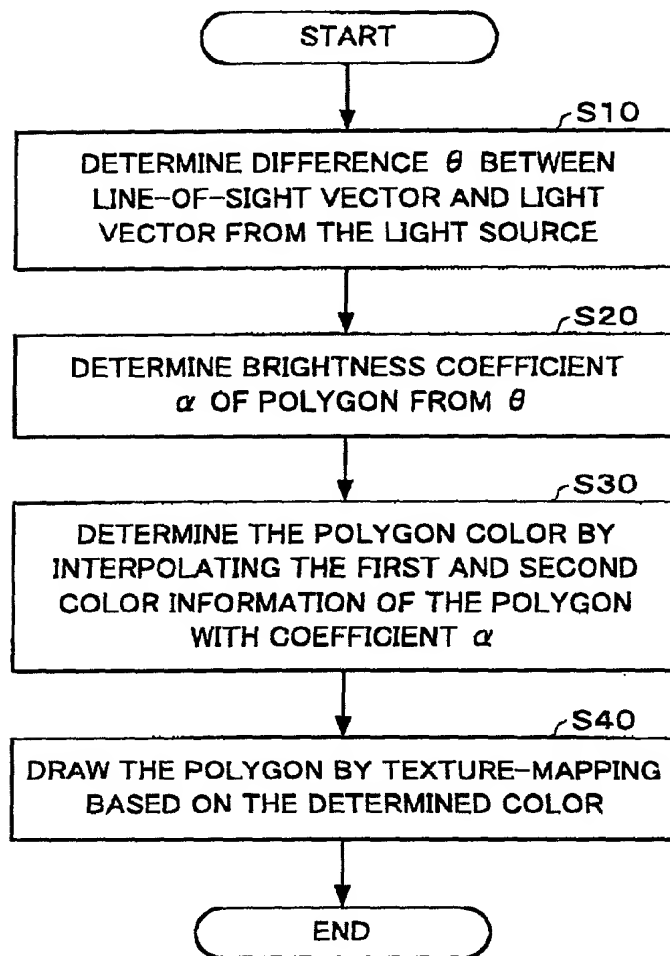 START
S10
DETERMINE DIFFERENCE θ BETWEEN
LINE-OF-SIGHT VECTOR AND LIGHT
VECTOR FROM THE LIGHT SOURCE
S20
DETERMINE BRIGHTNESS COEFFICIENT
α OF POLYGON FROM θ
S30
DETERMINE THE POLYGON COLOR BY
INTERPOLATING THE FIRST AND SECOND
COLOR INFORMATION OF THE POLYGON
WITH COEFFICIENT α
S40
DRAW THE POLYGON BY TEXTURE-MAPPING
BASED ON THE DETERMINED COLOR
END